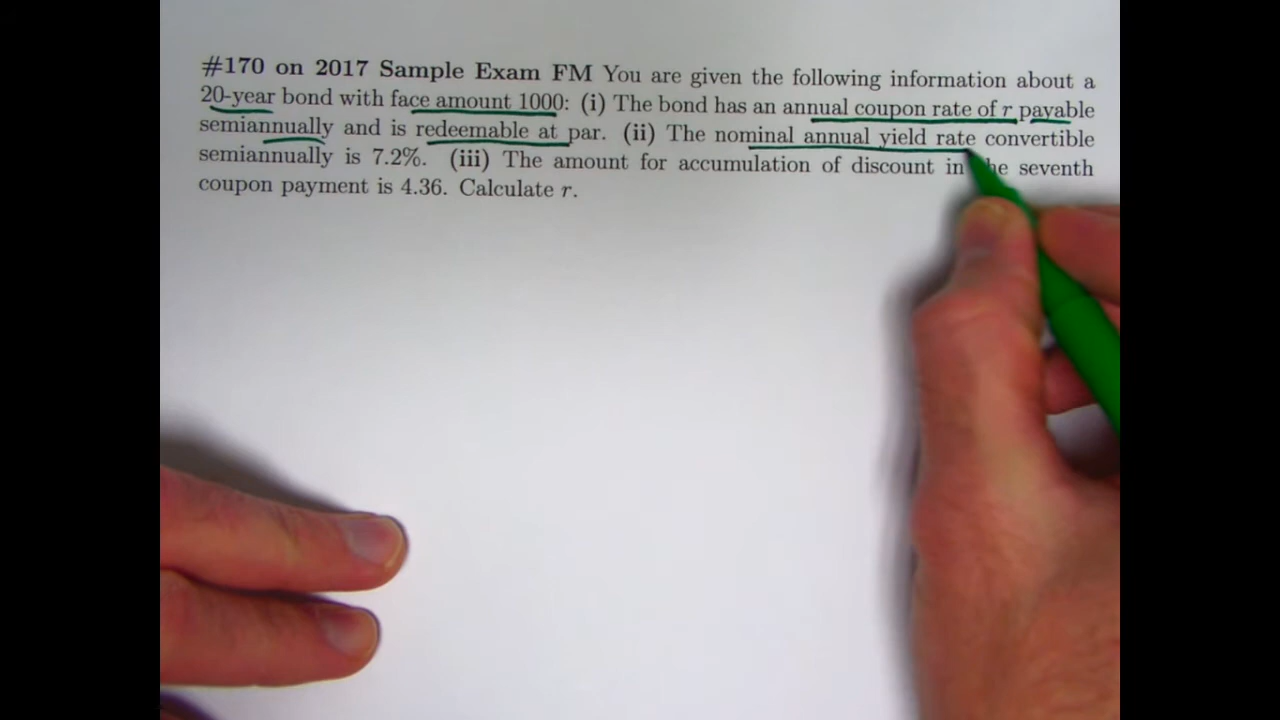 #170 on 2017 Sample Exam FM You are given the following information about a
20-year bond with face amount 1000: (i) The bond has an annual coupon rate of r payable
semiannually and is redeemable at par. (ii) The nominal annual yield rate convertible
semiannually is 7.2%. (iii) The amount for accumulation of discount in he seventh
coupon payment is 4.36. Calculate r.